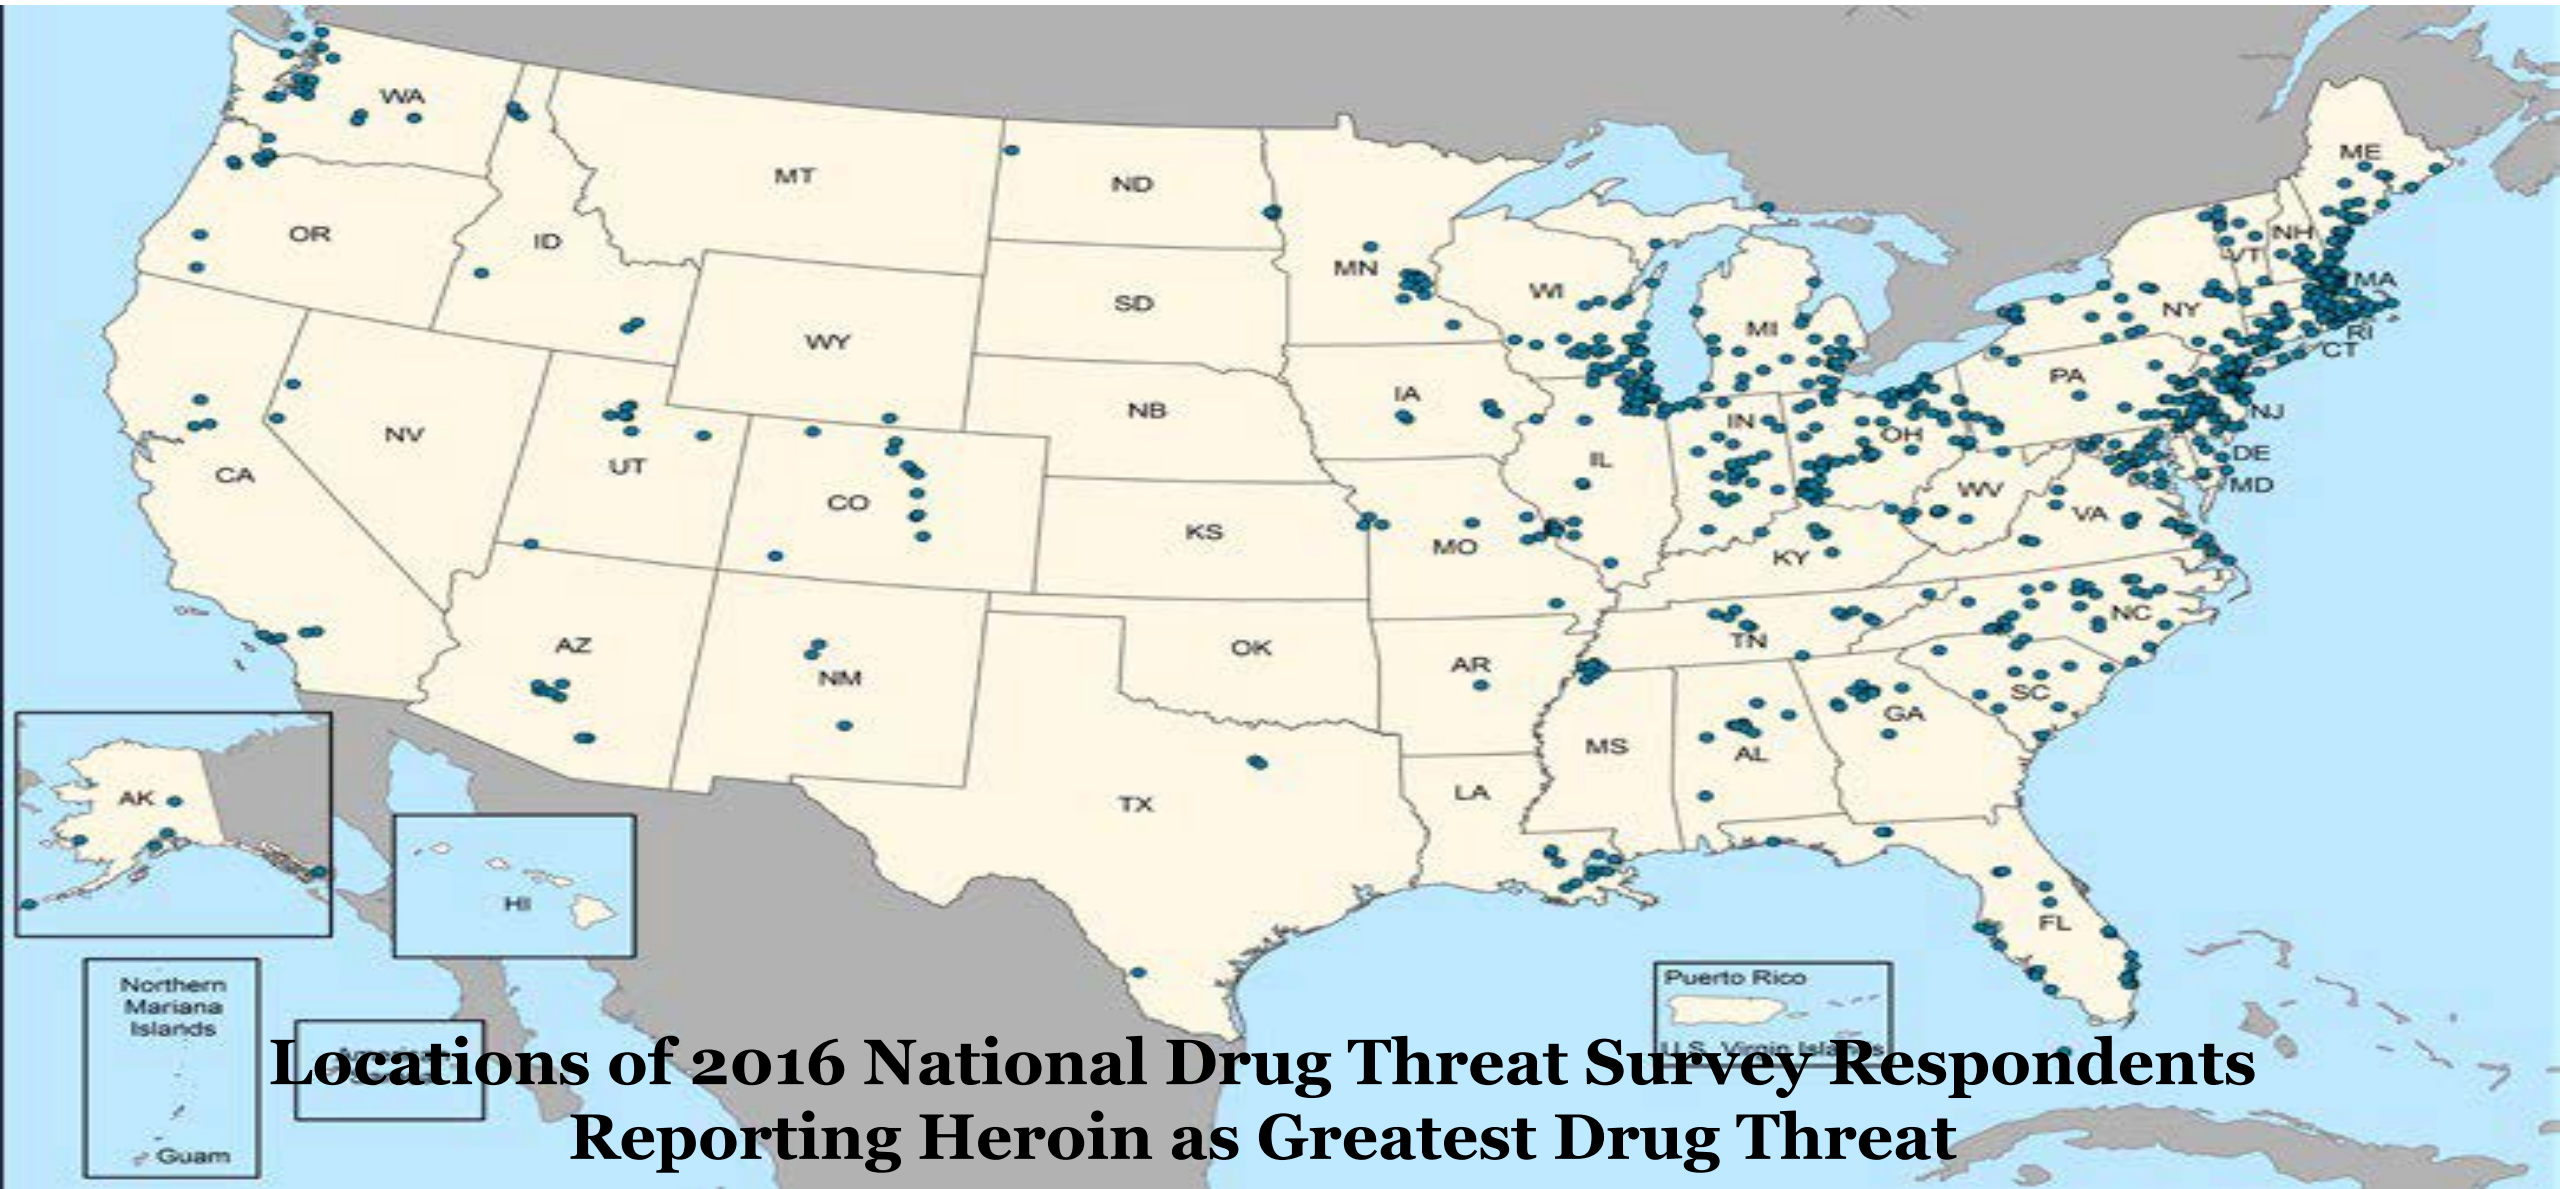 WA
MT
ND
ME
OR
ID
MN
SD
WI
NH
VT
MA
NY
MI
RI
CT
WY
NB
IA
PA
NV
UT
CA
CO
IL
IN
OH
NJ
DE
MD
WV
VA
KS
MO
KY
AZ
NM
OK
AR
TN
NC
SC
MS
AL
GA
TX
LA
AK
HI
FL
Northern
Mariana
Islands
Guam
American
Puerto Rico
U.S. Virgin Islands
Locations of 2016 National Drug Threat Survey Respondents
Reporting Heroin as Greatest Drug Threat